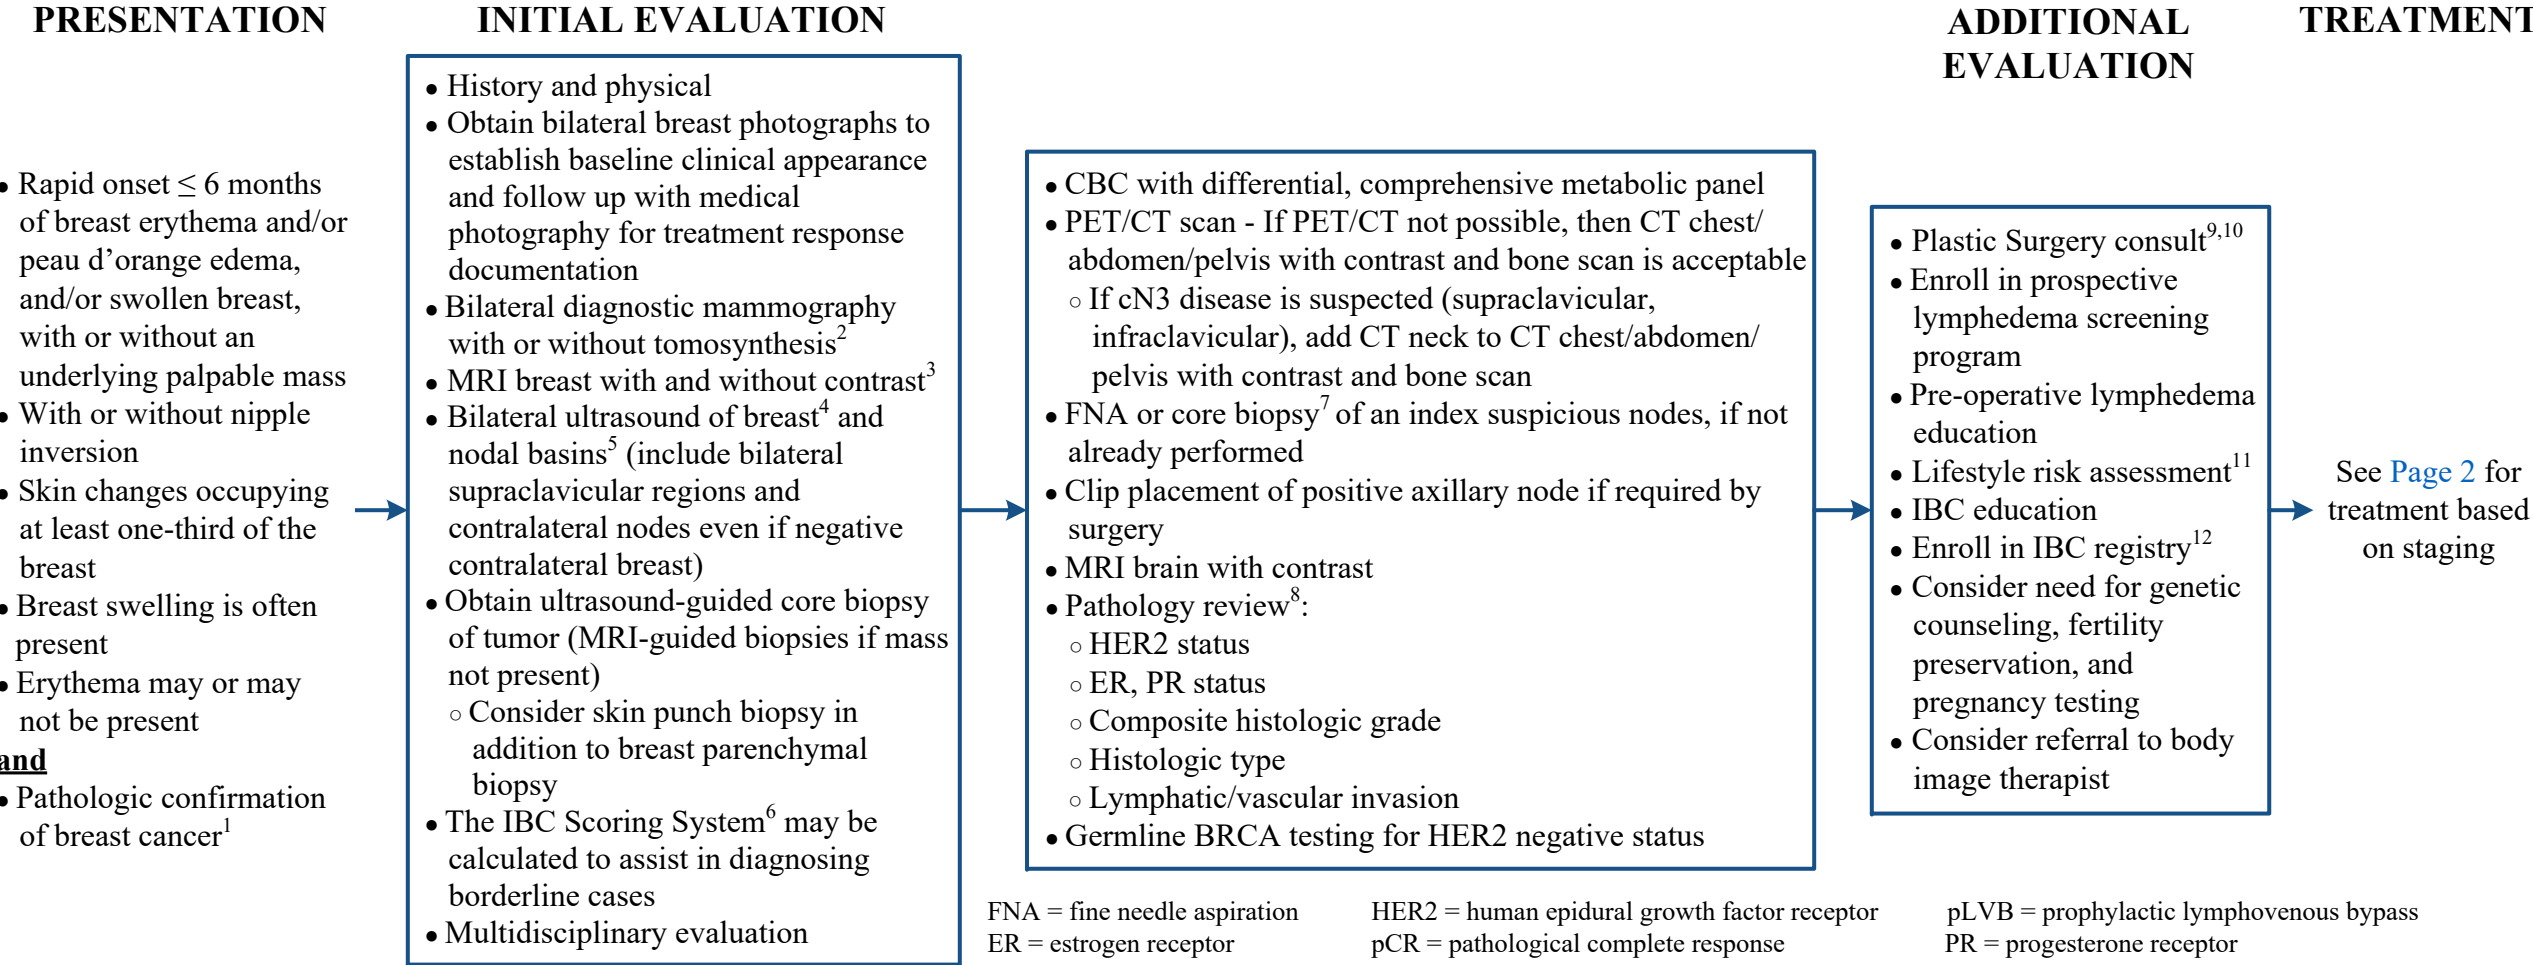 PRESENTATION
INITIAL EVALUATION
ADDITIONAL
EVALUATION
TREATMENT
• Rapid onset ≤ 6 months
of breast erythema and/or
peau d’orange edema,
and/or swollen breast,
with or without an
underlying palpable mass
• With or without nipple
inversion
• Skin changes occupying
at least one-third of the
breast
• Breast swelling is often
present
• Erythema may or may
not be present
and
• Pathologic confirmation
of breast cancer1
• History and physical
• Obtain bilateral breast photographs to
establish baseline clinical appearance
and follow up with medical
photography for treatment response
documentation
• Bilateral diagnostic mammography
with or without tomosynthesis2
• MRI breast with and without contrast3
• Bilateral ultrasound of breast4 and
nodal basins5 (include bilateral
supraclavicular regions and
contralateral nodes even if negative
contralateral breast)
• Obtain ultrasound-guided core biopsy
of tumor (MRI-guided biopsies if mass
not present)
○ Consider skin punch biopsy in
addition to breast parenchymal
biopsy
• The IBC Scoring System6 may be
calculated to assist in diagnosing
borderline cases
• Multidisciplinary evaluation
• CBC with differential, comprehensive metabolic panel
• PET/CT scan - If PET/CT not possible, then CT chest/
abdomen/pelvis with contrast and bone scan is acceptable
○ If cN3 disease is suspected (supraclavicular,
infraclavicular), add CT neck to CT chest/abdomen/
pelvis with contrast and bone scan
• FNA or core biopsy7 of an index suspicious nodes, if not
already performed
• Clip placement of positive axillary node if required by
surgery
• MRI brain with contrast
• Pathology review8:
○ HER2 status
○ ER, PR status
○ Composite histologic grade
○ Histologic type
○ Lymphatic/vascular invasion
• Germline BRCA testing for HER2 negative status
• Plastic Surgery consult9,10
• Enroll in prospective
lymphedema screening
program
• Pre-operative lymphedema
education
• Lifestyle risk assessment11
• IBC education
• Enroll in IBC registry12
• Consider need for genetic
counseling, fertility
preservation, and
pregnancy testing
• Consider referral to body
image therapist
See Page 2 for
treatment based
on staging
FNA = fine needle aspiration
ER = estrogen receptor
HER2 = human epidural growth factor receptor
pCR = pathological complete response
pLVB = prophylactic lymphovenous bypass
PR = progesterone receptor